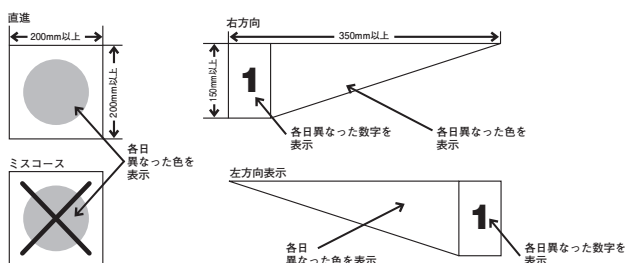 直進
200mm以上
200mm以上
各日
異なった色を
表示
ミスコース
右方向
350mm以上
150mm以上
1
各日異なった数字を
表示
各日異なった色を
表示
左方向表示
1
各日
異なった色を表示
各日異なった数字を
表示